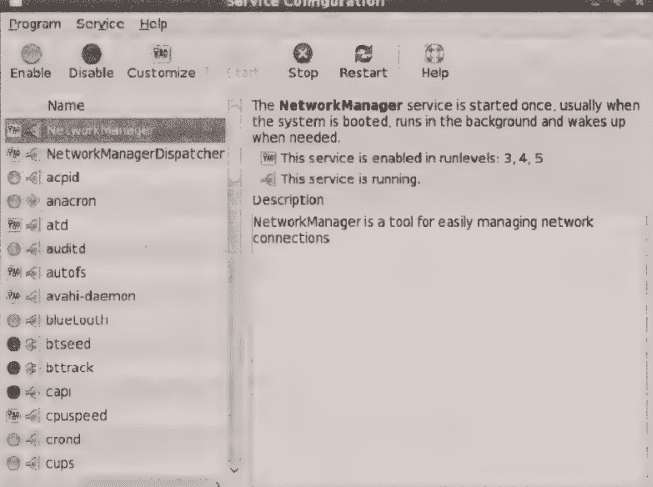 Service Configuration
Program Service Help
Enable Disable Customize Start Stop Restart Help
Name
NetworkManager
NetworkManagerDispatcher
acpid
anacron
atd
auditd
autofs
avahi-daemon
bluetooth
btseed
bttrack
capi
cpuspeed
crond
cups
The NetworkManager service is started once, usually when
the system is booted, runs in the background and wakes up
when needed.
This service is enabled in runlevels: 3, 4, 5
This service is running.
Description
NetworkManager is a tool for easily managing network
connections